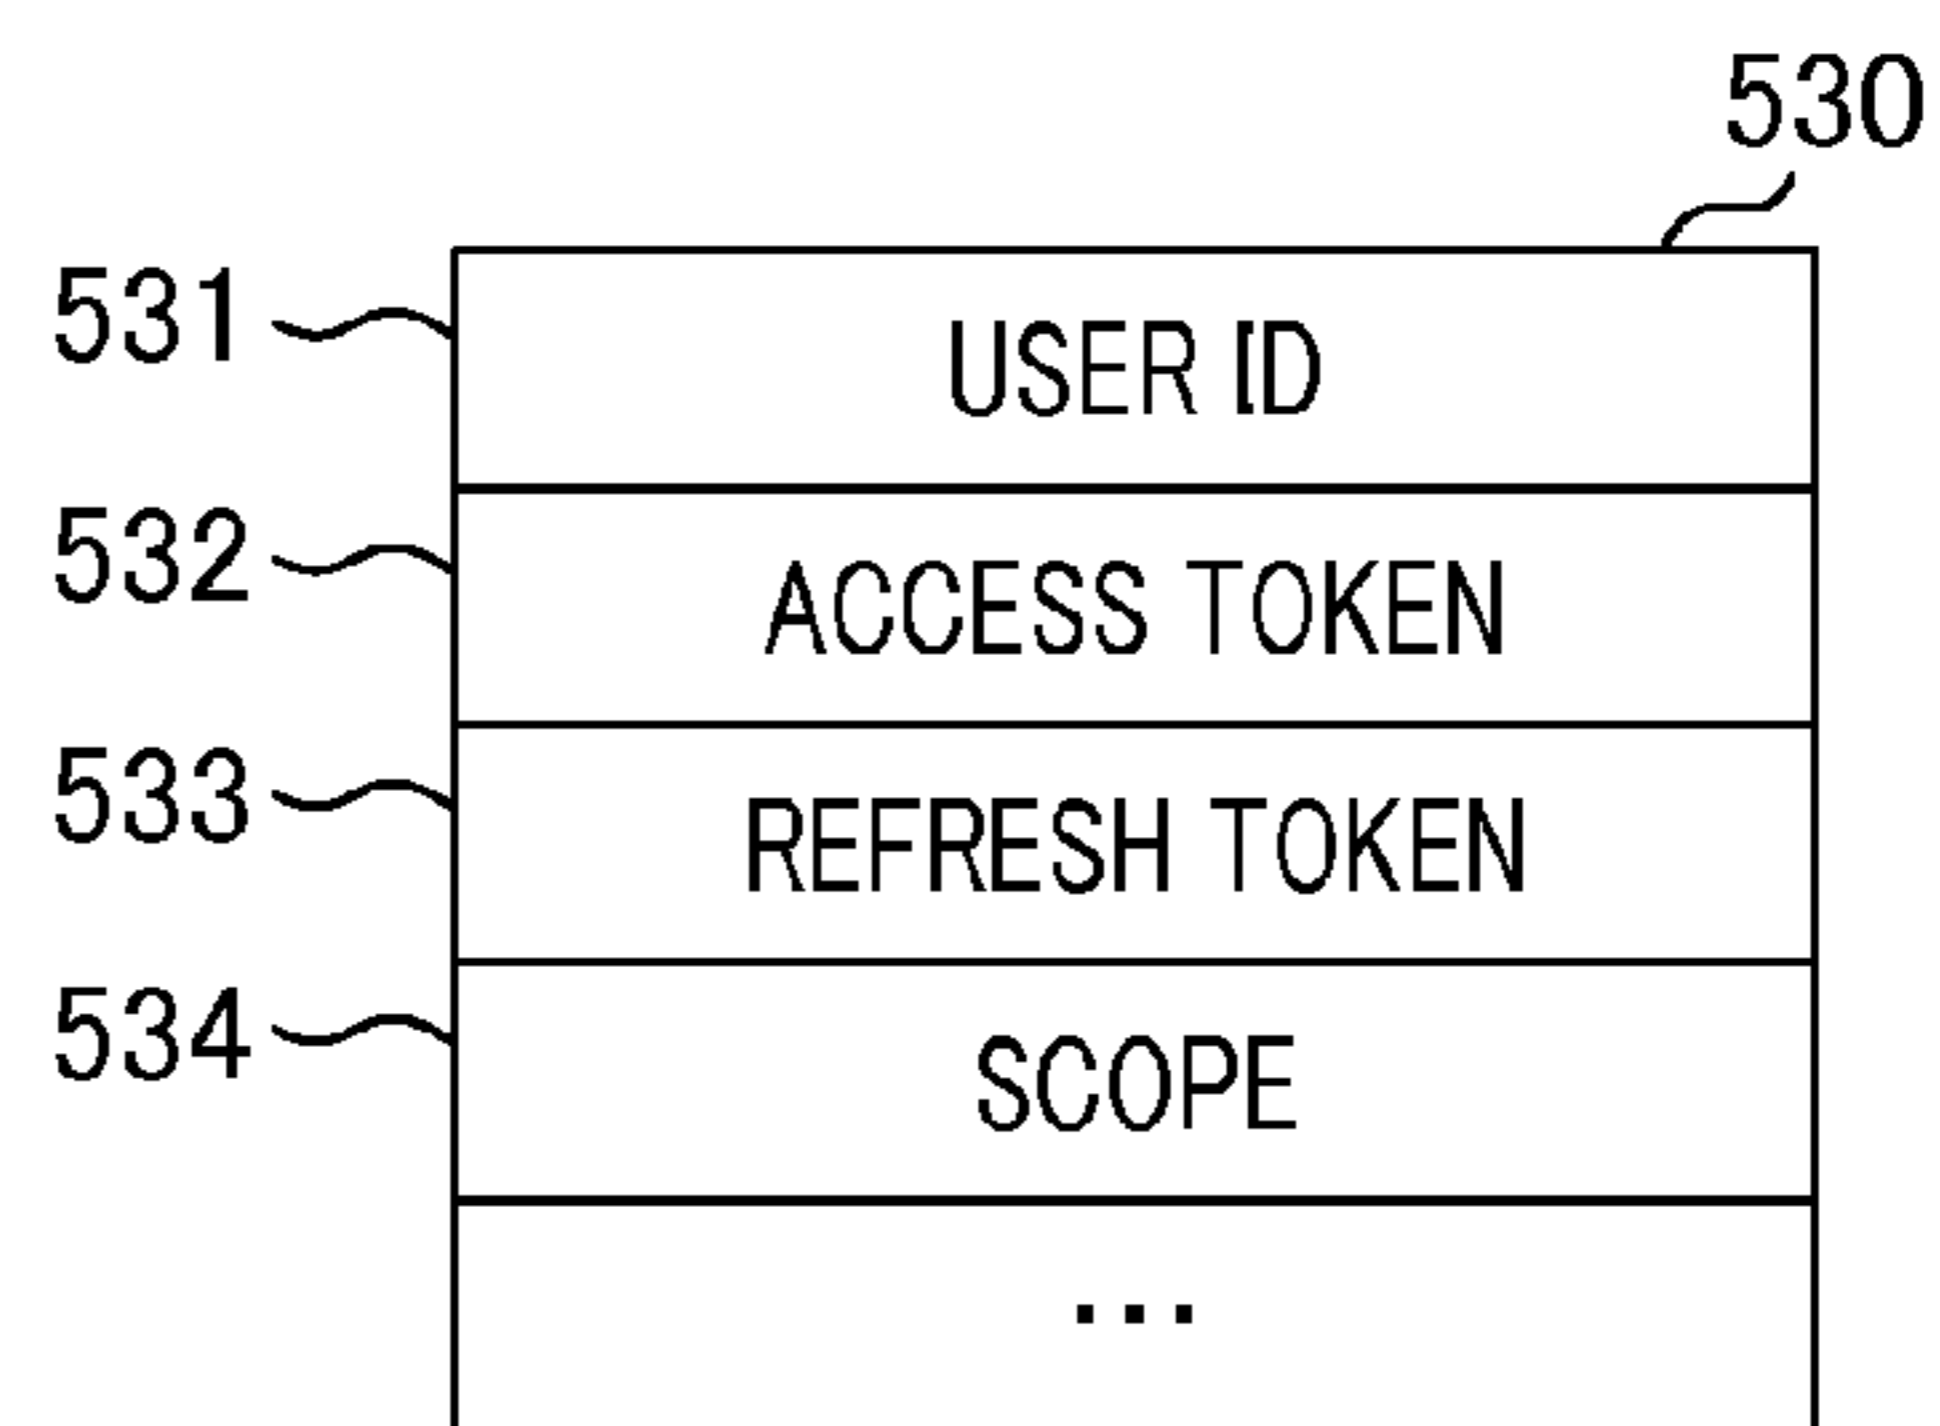 530
531 USER ID
532 ACCESS TOKEN
533 REFRESH TOKEN
534 SCOPE
...